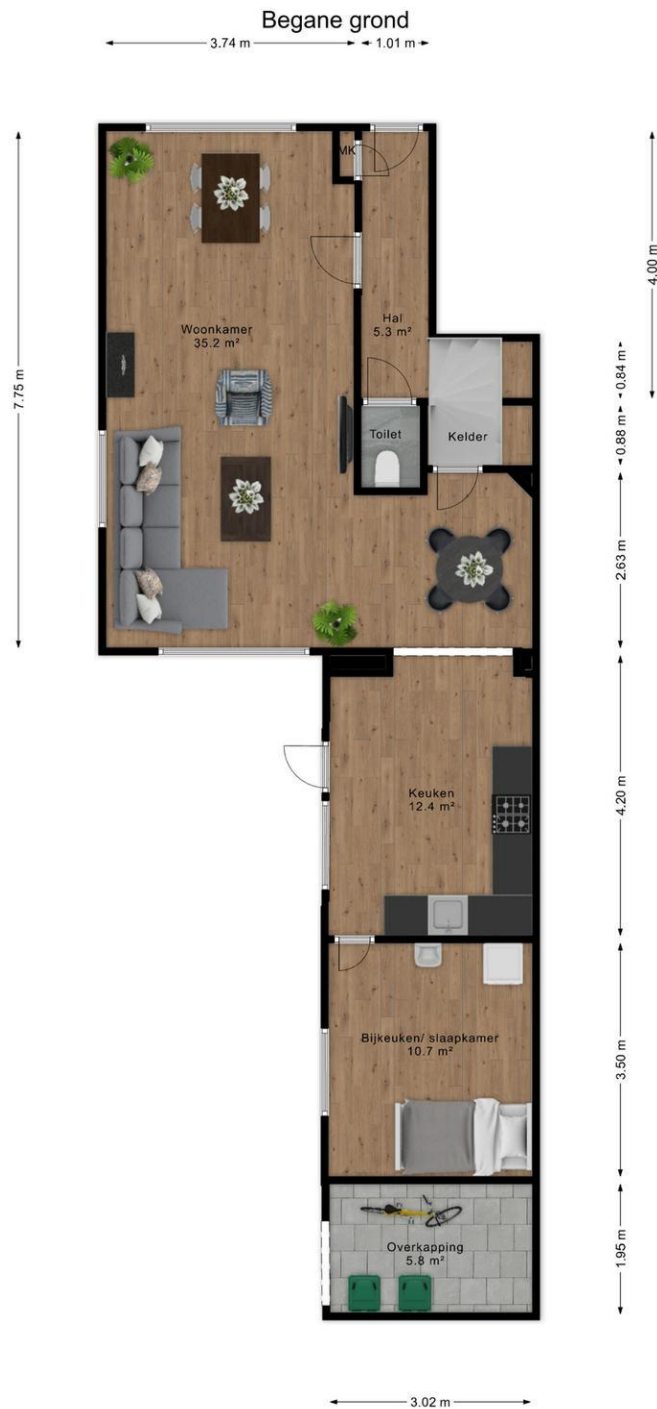 Begane grond
3.74 m
1.01 m
MK
4.00 m
Hal
5.3 m²
Woonkamer
35.2 m²
7.75 m
0.84 m
Toilet
Kelder
0.88 m
2.63 m
Keuken
12.4 m²
4.20 m
Bijkeuken/ slaapkamer
10.7 m²
3.50 m
Overkapping
5.8 m²
1.95 m
3.02 m